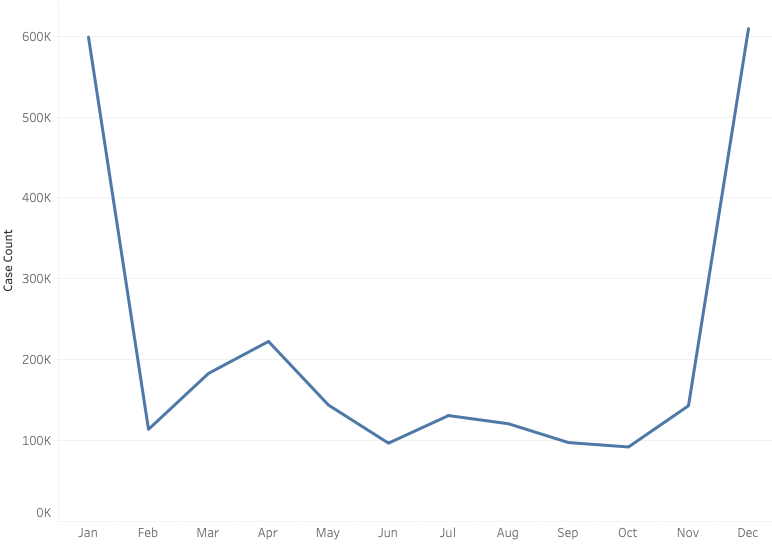 600K
500K
400K
300K
200K
100K
0K
Case Count
Jan Feb Mar Apr May Jun Jul Aug Sep Oct Nov Dec